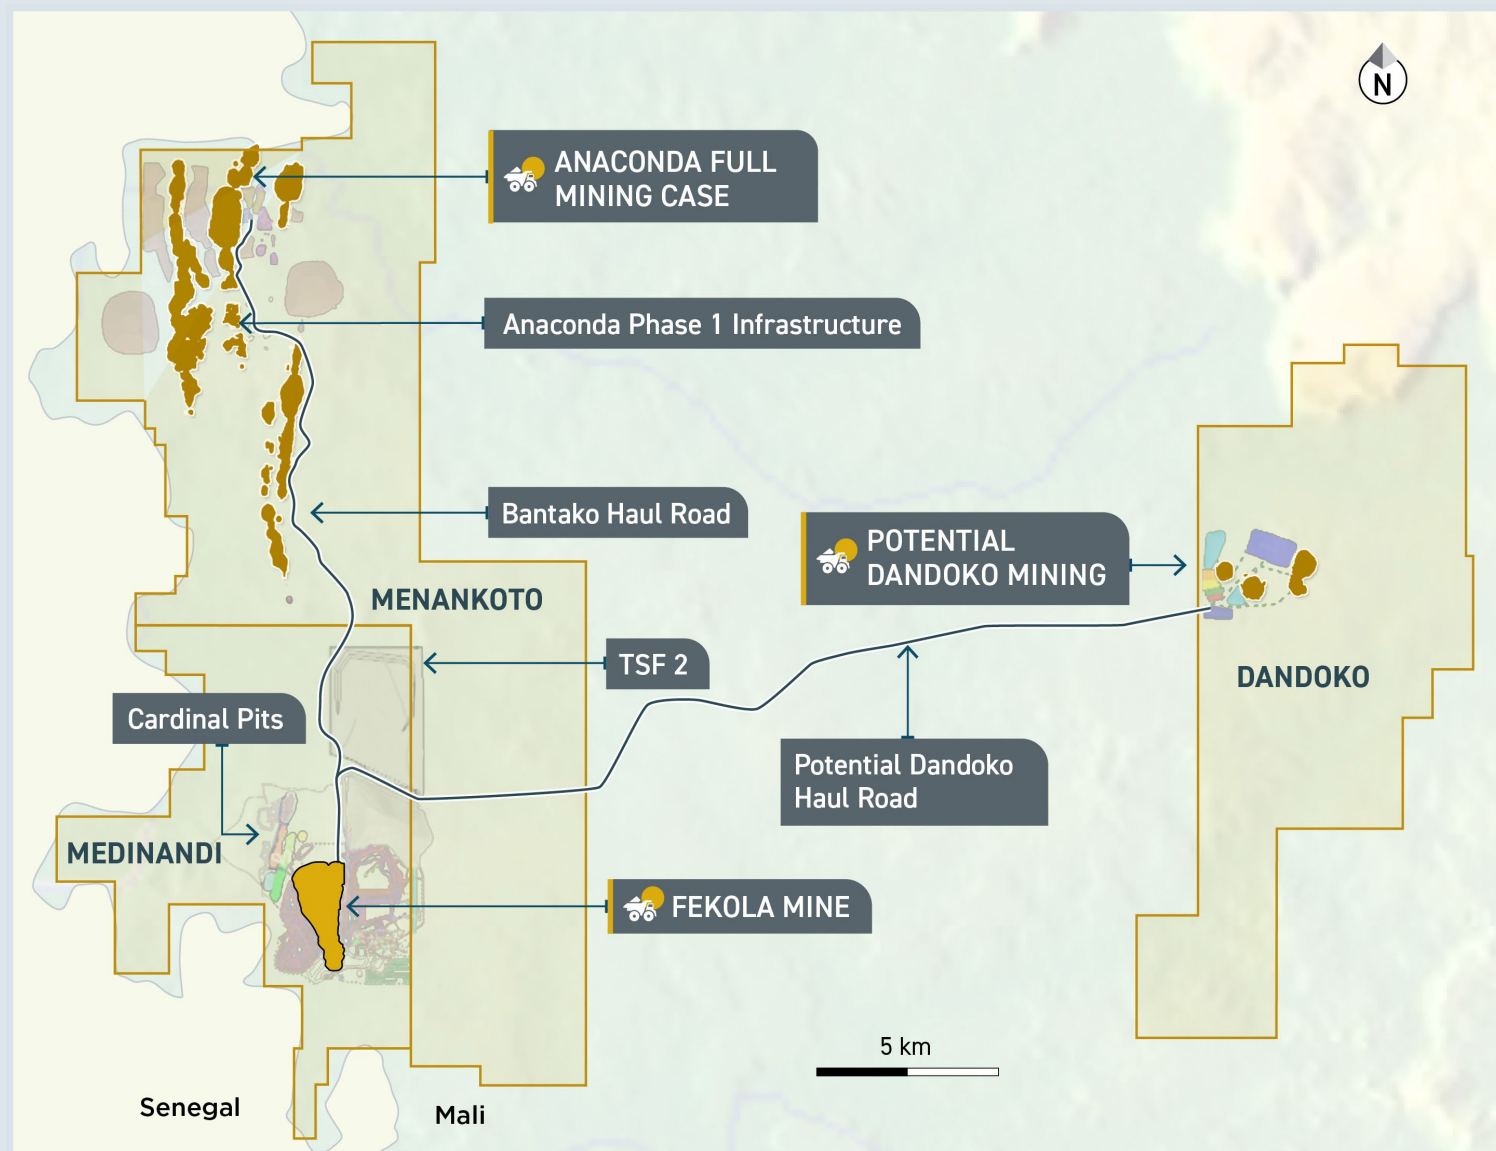 N
ANACONDA FULL
MINING CASE
Anaconda Phase 1 Infrastructure
Bantako Haul Road
POTENTIAL
DANDOKO MINING
MENANKOTO
TSF 2
DANDOKO
Cardinal Pits
Potential Dandoko
Haul Road
MEDINANDI
FEKOLA MINE
5 km
Senegal
Mali